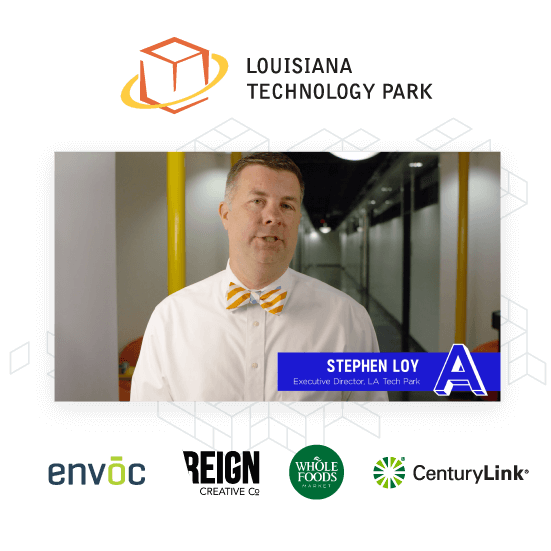 LOUISIANA
TECHNOLOGY PARK
STEPHEN LOY
Executive Director, LA Tech Park
A
envōc
REIGN
CREATIVE Co
WHOLE
FOODS
MARKET
CenturyLink®